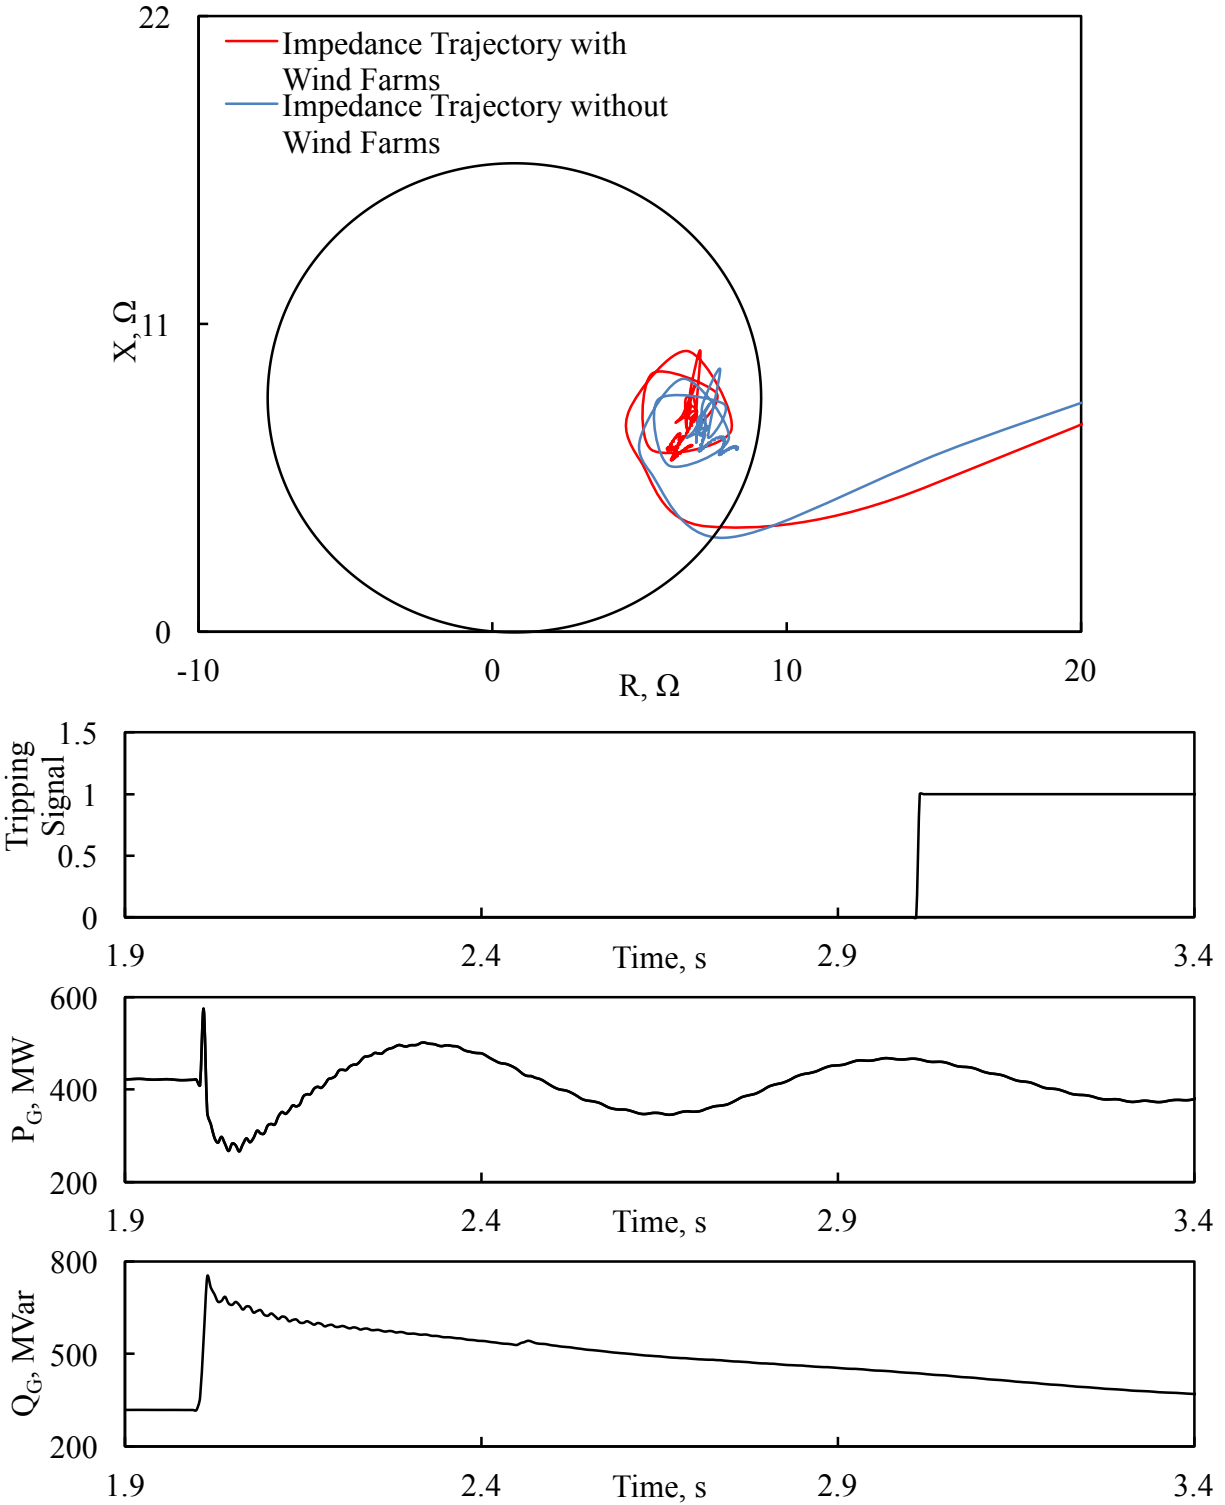 22
Impedance Trajectory with
Wind Farms
Impedance Trajectory without
Wind Farms
X, Ω
11
0
-10 0 10 20
R, Ω
Tripping
Signal
1.5
1
0.5
0
1.9 2.4 2.9 3.4
Time, s
P_G, MW
600
400
200
1.9 2.4 2.9 3.4
Time, s
Q_G, MVar
800
500
200
1.9 2.4 2.9 3.4
Time, s